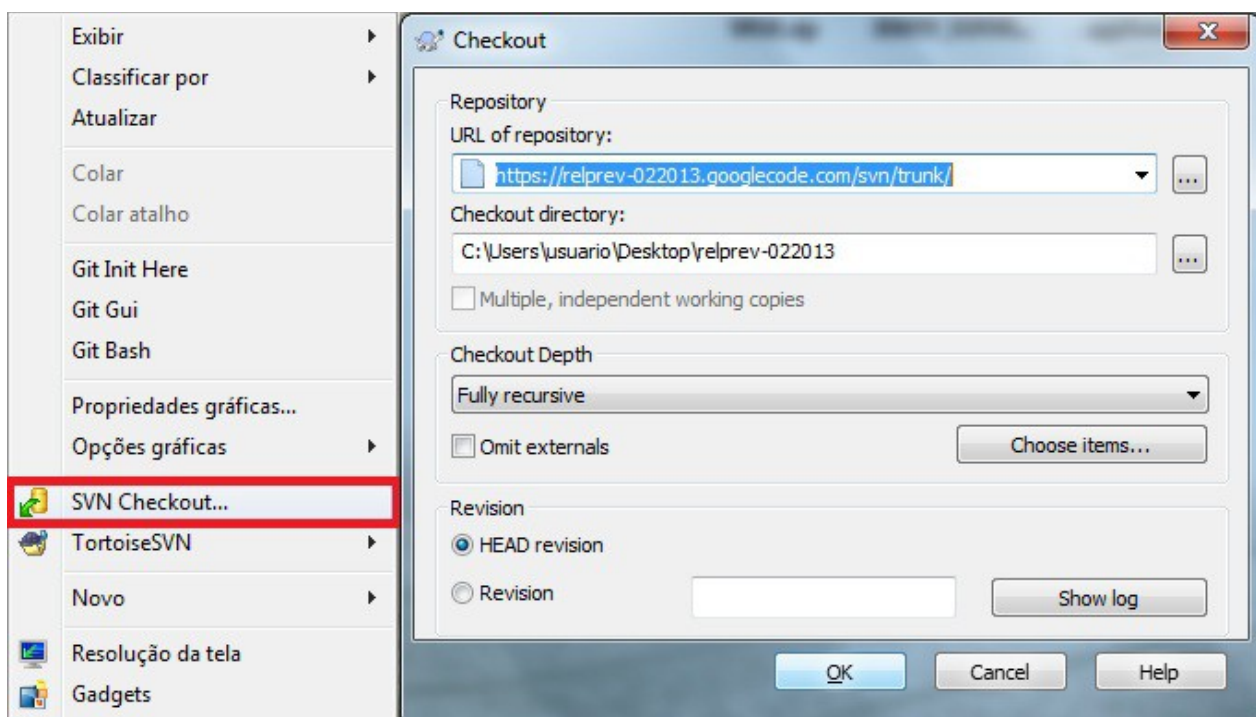 Exibir
Classificar por
Atualizar
Colar
Colar atalho
Git Init Here
Git Gui
Git Bash
Propriedades gráficas...
Opções gráficas
SVN Checkout...
TortoiseSVN
Novo
Resolução da tela
Gadgets
Checkout
x
Repository
URL of repository:
https://relprev-022013.googlecode.com/svn/trunk/
...
Checkout directory:
C:\Users\usuario\Desktop\relprev-022013
...
Multiple, independent working copies
Checkout Depth
Fully recursive
Omit externals
Choose items...
Revision
HEAD revision
Revision
Show log
OK
Cancel
Help